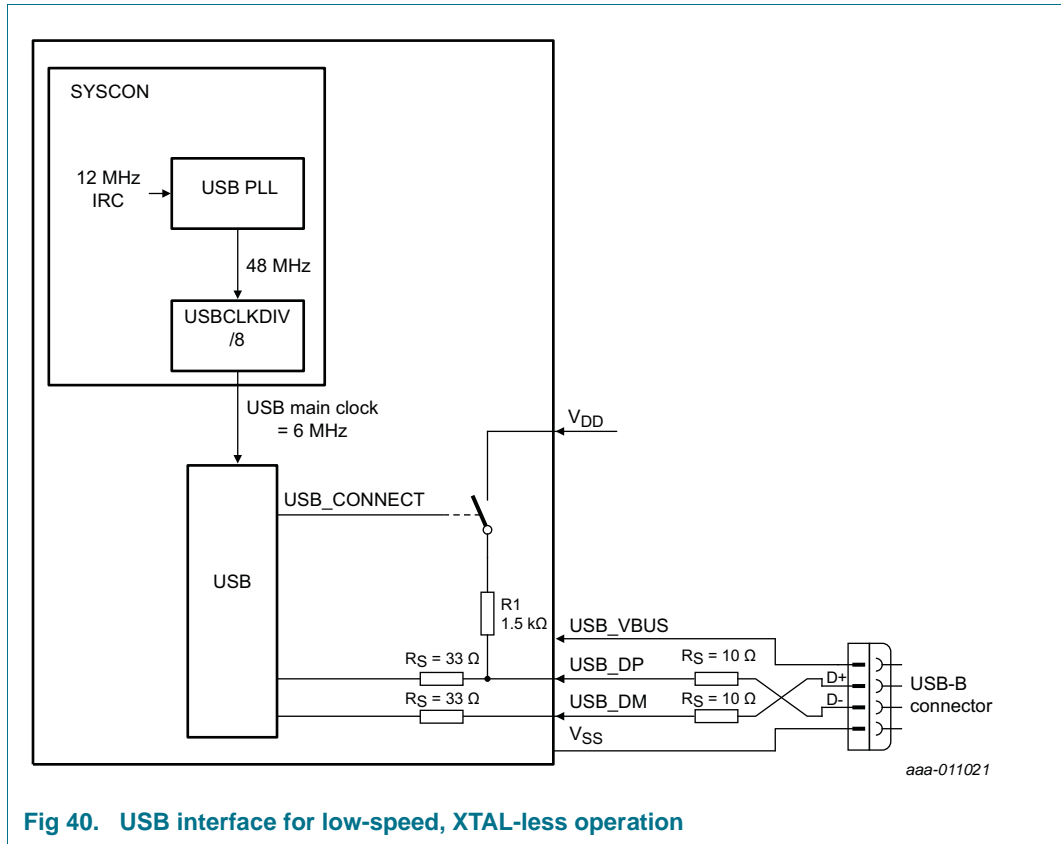 SYSCON
12 MHz
IRC
USB PLL
48 MHz
USBCLKDIV
/8
USB main clock
= 6 MHz
VDD
USB_CONNECT
USB
R1
1.5 kΩ
USB_VBUS
RS = 33 Ω
USB_DP
RS = 10 Ω
D+
USB-B
connector
RS = 33 Ω
USB_DM
RS = 10 Ω
D-
VSS
aaa-011021
Fig 40. USB interface for low-speed, XTAL-less operation